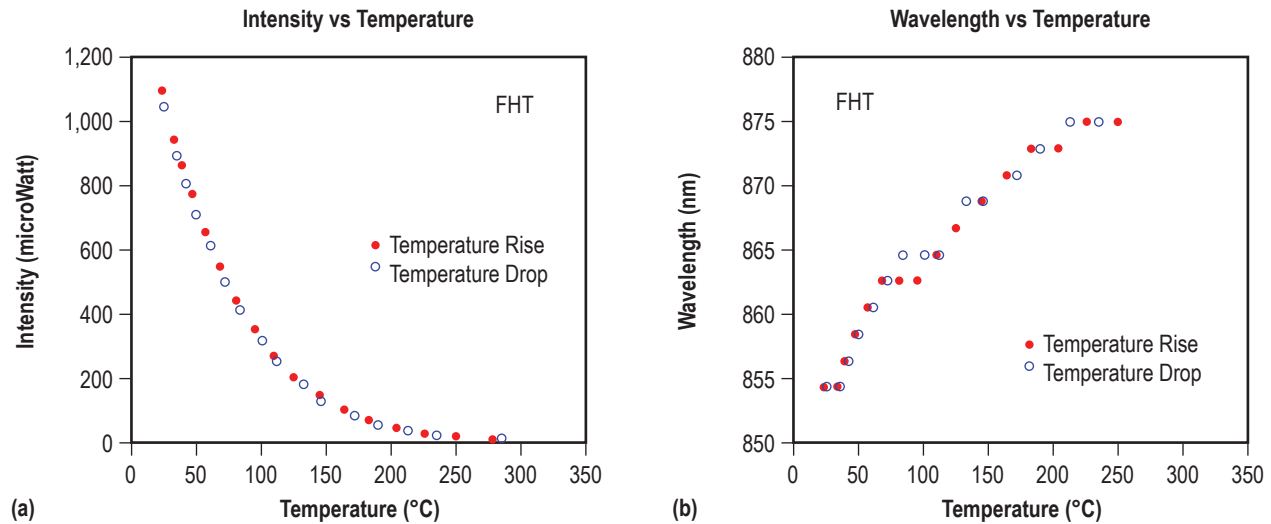 Intensity vs Temperature
1,200
1,000
800
600
400
200
0
Intensity (microWatt)
FHT
Temperature Rise
Temperature Drop
0 50 100 150 200 250 300 350
Temperature (°C)
(a)
Wavelength vs Temperature
880
875
870
865
860
854
850
Wavelength (nm)
FHT
Temperature Rise
Temperature Drop
0 50 100 150 200 250 300 350
Temperature (°C)
(b)